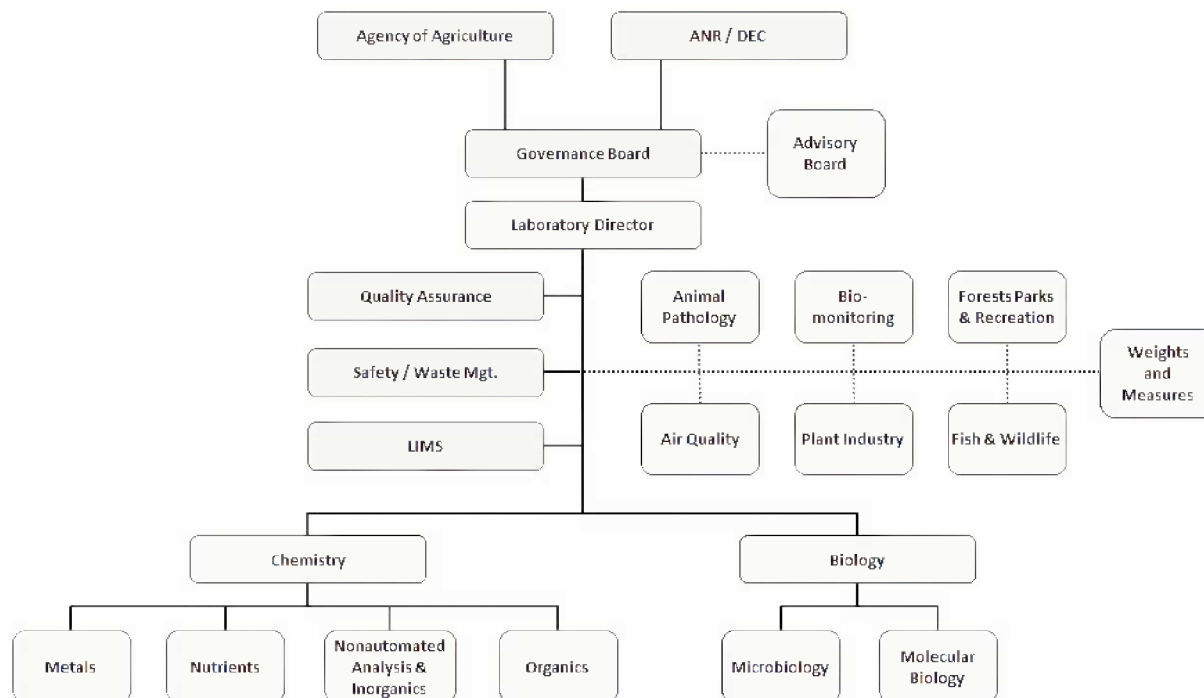 Agency of Agriculture
ANR / DEC
Governance Board
Advisory
Board
Laboratory Director
Quality Assurance
Animal
Pathology
Bio-
monitoring
Forests Parks
& Recreation
Safety / Waste Mgt.
Weights
and
Measures
LIMS
Air Quality
Plant Industry
Fish & Wildlife
Chemistry
Biology
Metals
Nutrients
Nonautomated
Analysis &
Inorganics
Organics
Microbiology
Molecular
Biology